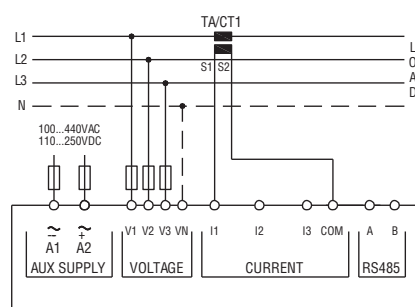 TA/CT1
L1
L2
S1 S2
L3
N
L
O
A
D
100...440VAC
110...250VDC
V1 V2 V3 VN I1 I2 I3 COM A B
~
–
~
+
A1 A2
AUX SUPPLY VOLTAGE CURRENT RS485